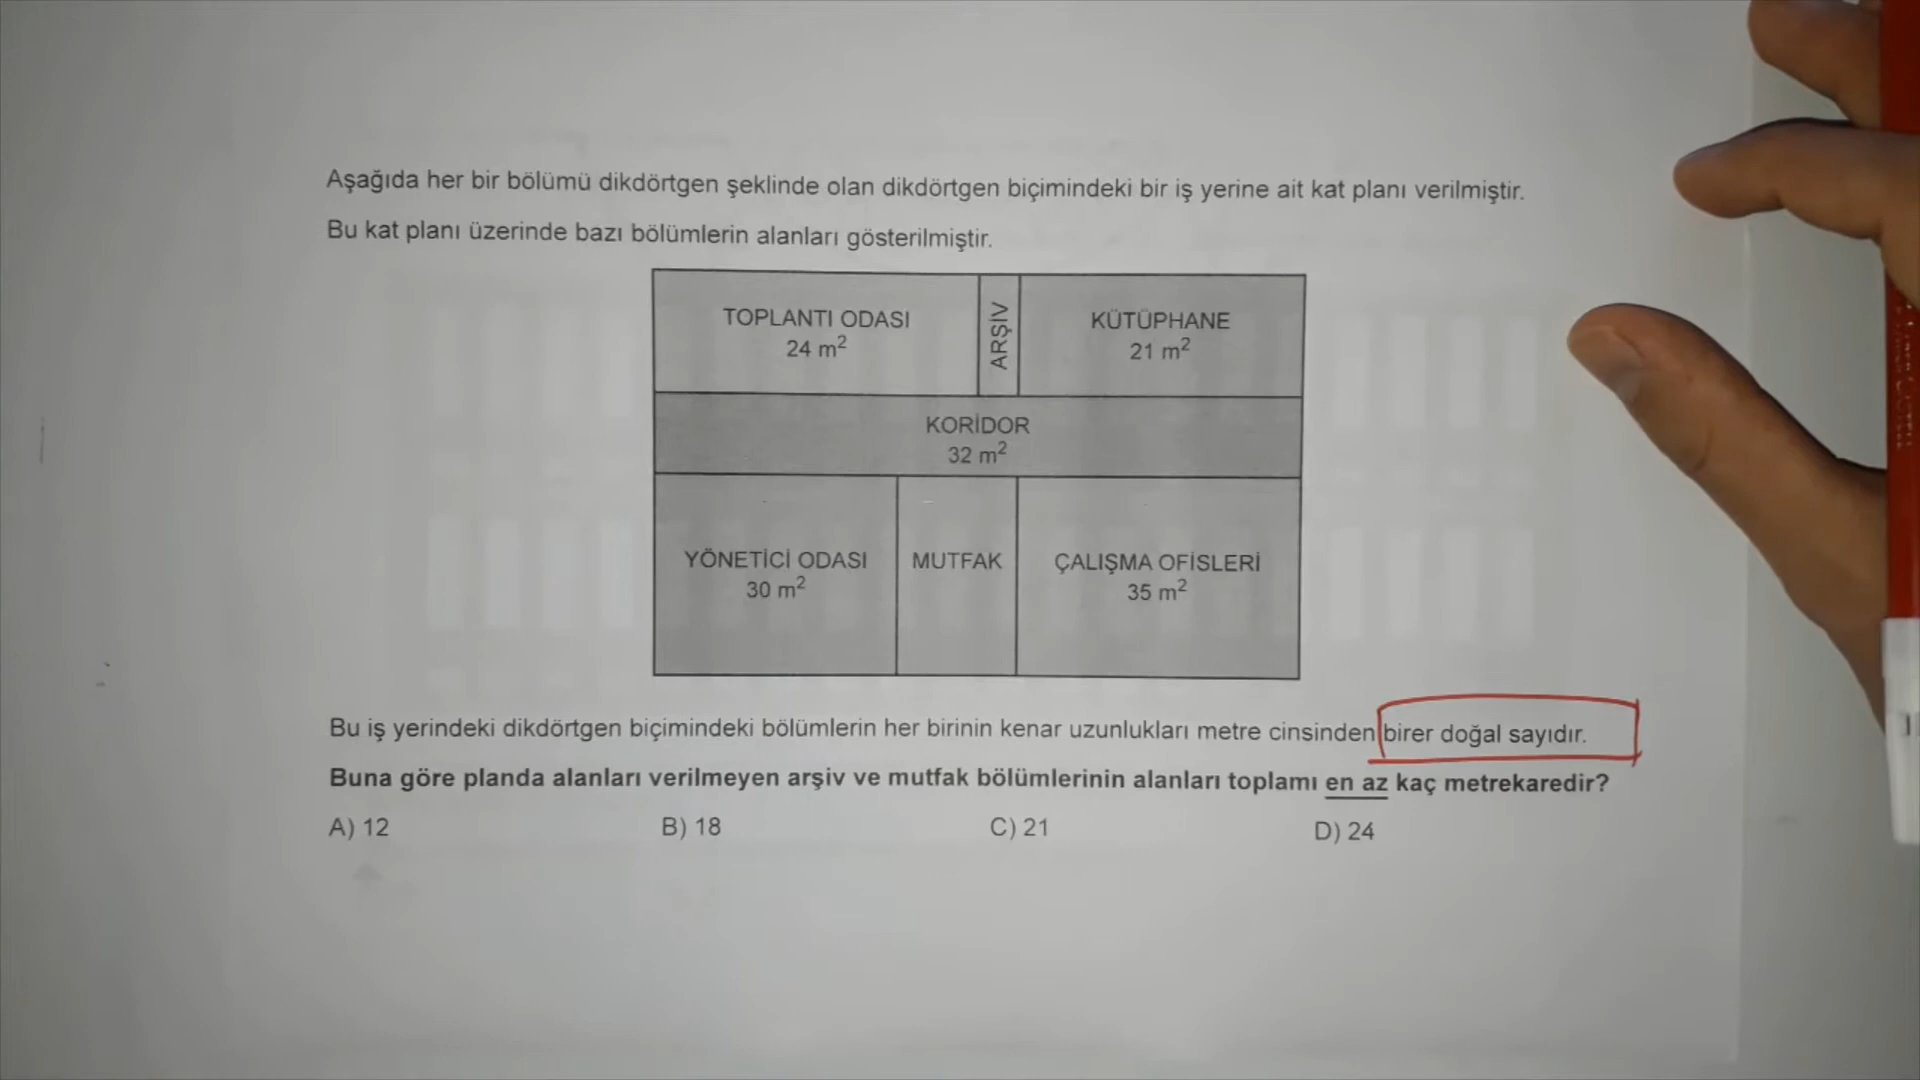 Aşağıda her bir bölümü dikdörtgen şeklinde olan dikdörtgen biçimindeki bir iş yerine ait kat planı verilmiştir.
Bu kat planı üzerinde bazı bölümlerin alanları gösterilmiştir.
TOPLANTI ODASI
24 m²
ARŞİV
KÜTÜPHANE
21 m²
KORİDOR
32 m²
YÖNETİCİ ODASI
30 m²
MUTFAK
ÇALIŞMA OFİSLERİ
35 m²
Bu iş yerindeki dikdörtgen biçimindeki bölümlerin her birinin kenar uzunlukları metre cinsinden birer doğal sayıdır.
Buna göre planda alanları verilmeyen arşiv ve mutfak bölümlerinin alanları toplamı en az kaç metrekaredir?
A) 12
B) 18
C) 21
D) 24